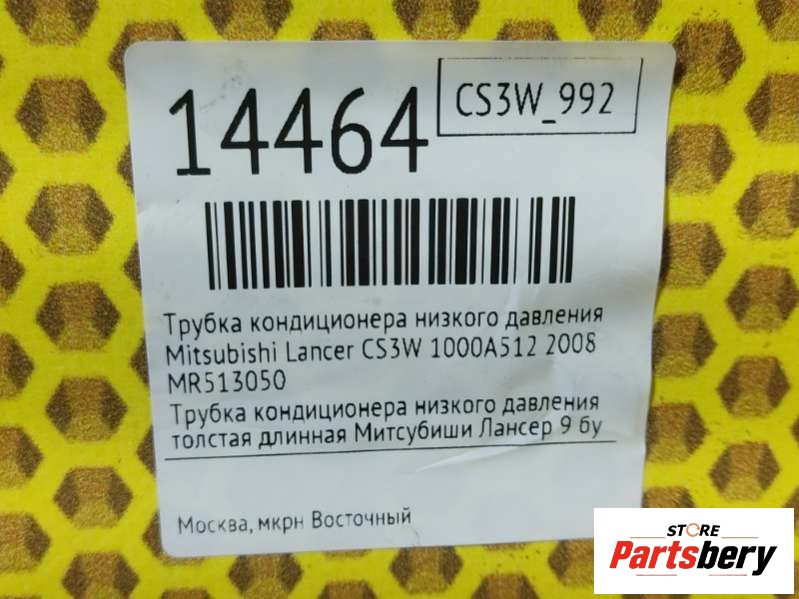 14464
CS3W_992
Трубка кондиционера низкого давления
Mitsubishi Lancer CS3W 1000A512 2008
MR513050
Трубка кондиционера низкого давления
толстая длинная Митсубиши Лансер 9 бу
Москва, мкрн Восточный
STORE
Partsbery